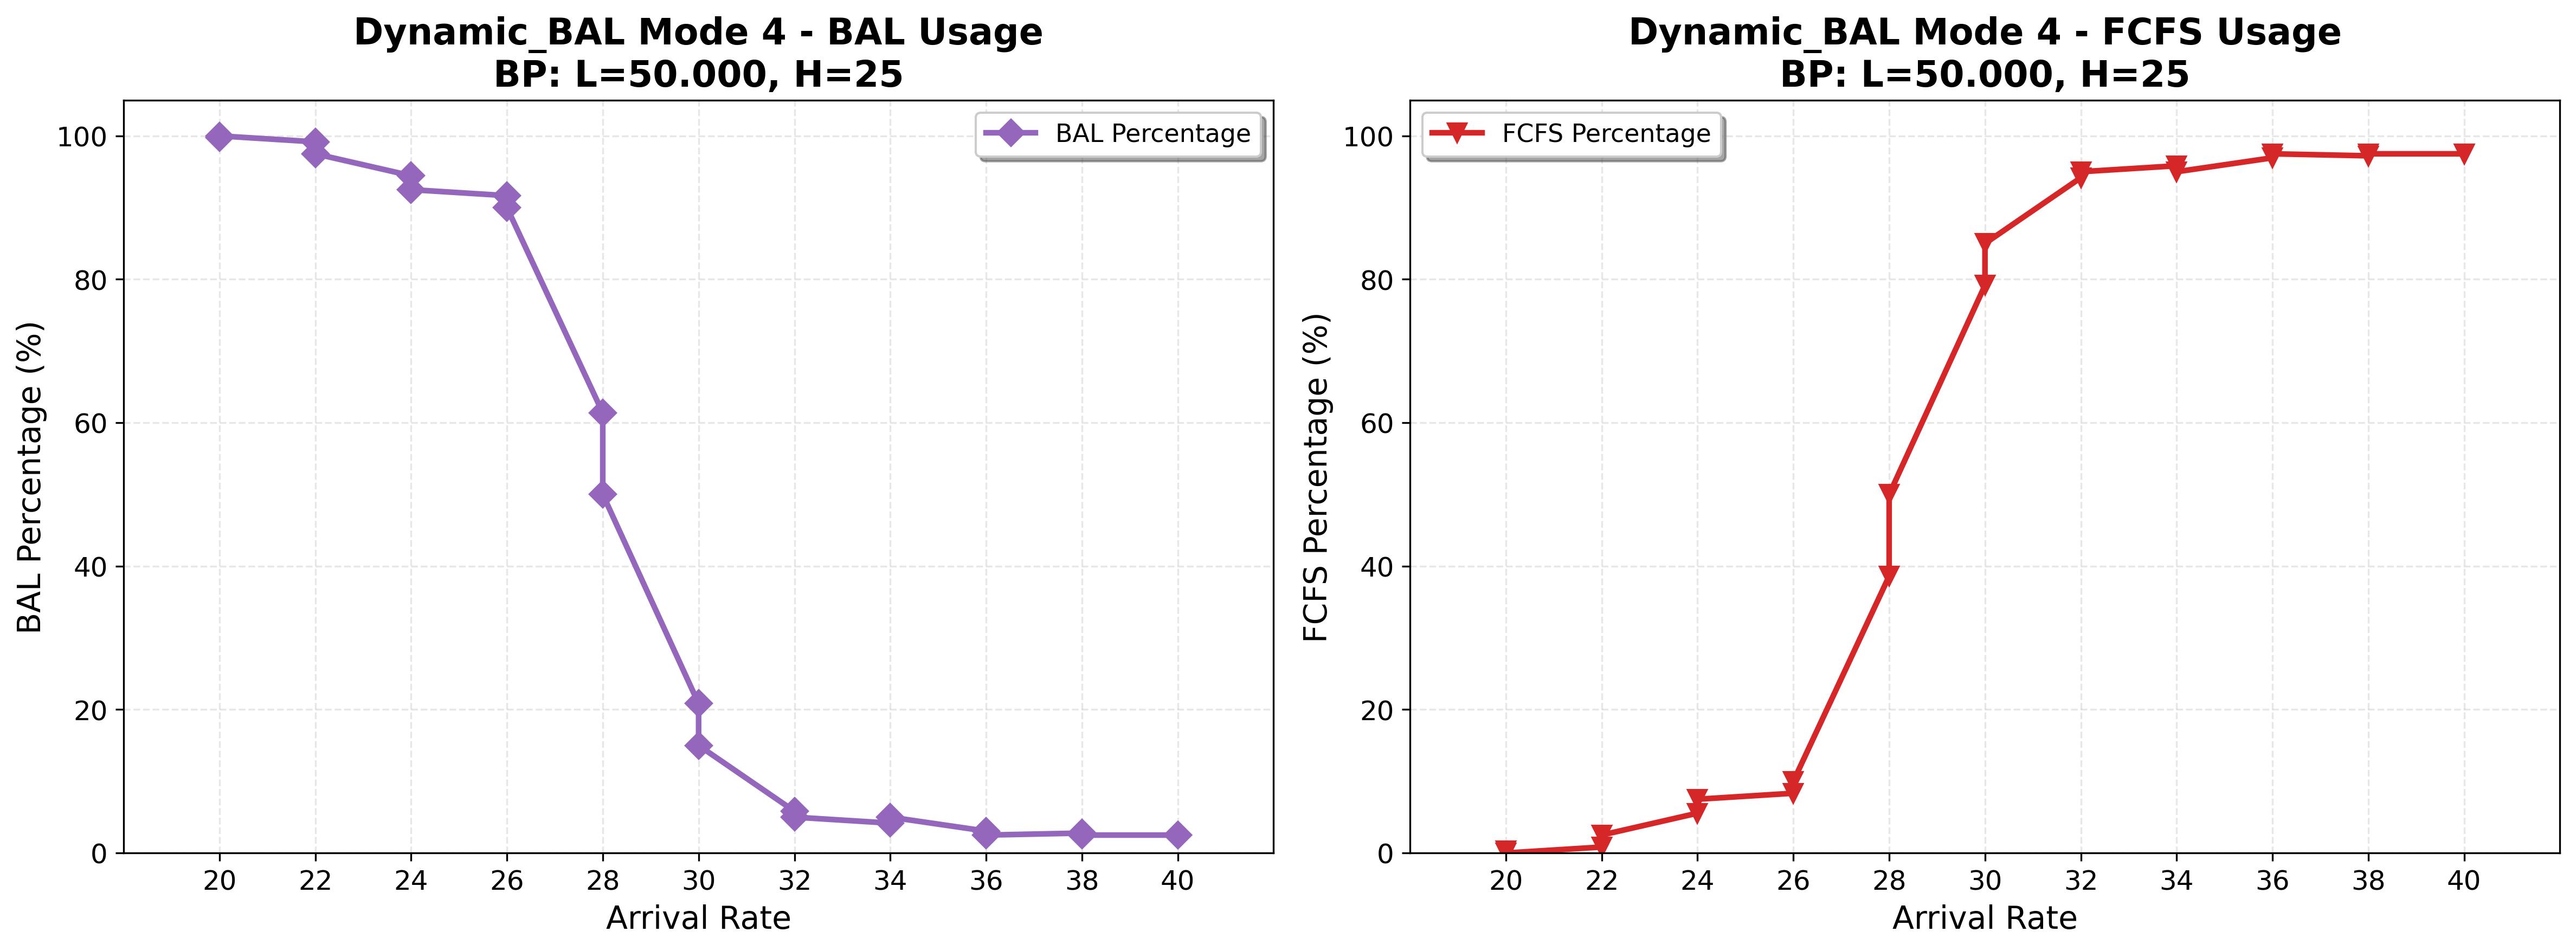 Dynamic_BAL Mode 4 - BAL Usage
BP: L=50.000, H=25
BAL Percentage
BAL Percentage (%)
100
80
60
40
20
0
20 22 24 26 28 30 32 34 36 38 40
Arrival Rate
Dynamic_BAL Mode 4 - FCFS Usage
BP: L=50.000, H=25
FCFS Percentage
FCFS Percentage (%)
100
80
60
40
20
0
20 22 24 26 28 30 32 34 36 38 40
Arrival Rate